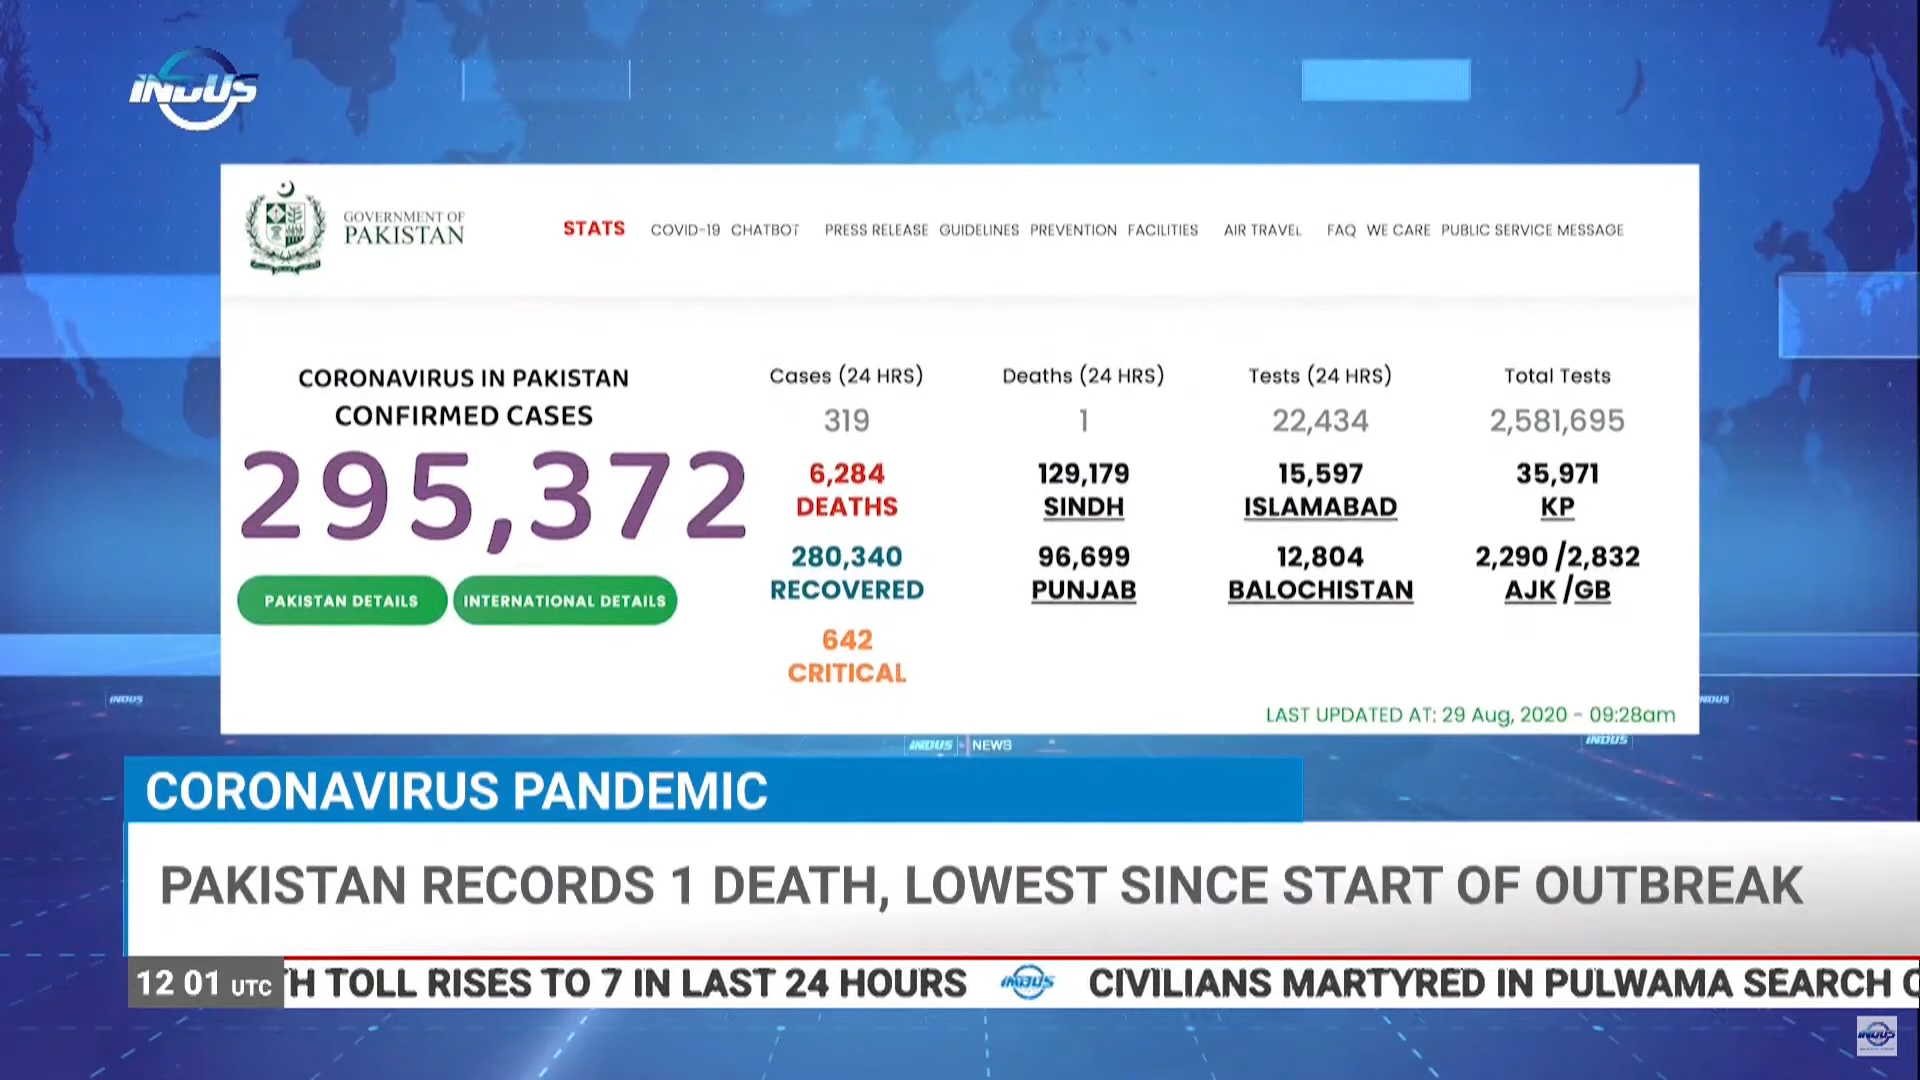 INDUS
GOVERNMENT OF
PAKISTAN
STATS COVID-19 CHATBOT PRESS RELEASE GUIDELINES PREVENTION FACILITIES AIR TRAVEL FAQ WE CARE PUBLIC SERVICE MESSAGE
CORONAVIRUS IN PAKISTAN
CONFIRMED CASES
295,372
PAKISTAN DETAILS INTERNATIONAL DETAILS
Cases (24 HRS) Deaths (24 HRS) Tests (24 HRS) Total Tests
319 1 22,434 2,581,695
6,284 129,179 15,597 35,971
DEATHS SINDH ISLAMABAD KP
280,340 96,699 12,804 2,290 /2,832
RECOVERED PUNJAB BALOCHISTAN AJK /GB
642
CRITICAL
LAST UPDATED AT: 29 Aug, 2020 - 09:28am
INDUS INDUS
INDUS NEWS INDUS
CORONAVIRUS PANDEMIC
PAKISTAN RECORDS 1 DEATH, LOWEST SINCE START OF OUTBREAK
12 01 UTC TH TOLL RISES TO 7 IN LAST 24 HOURS INDUS CIVILIANS MARTYRED IN PULWAMA SEARCH
INDUS